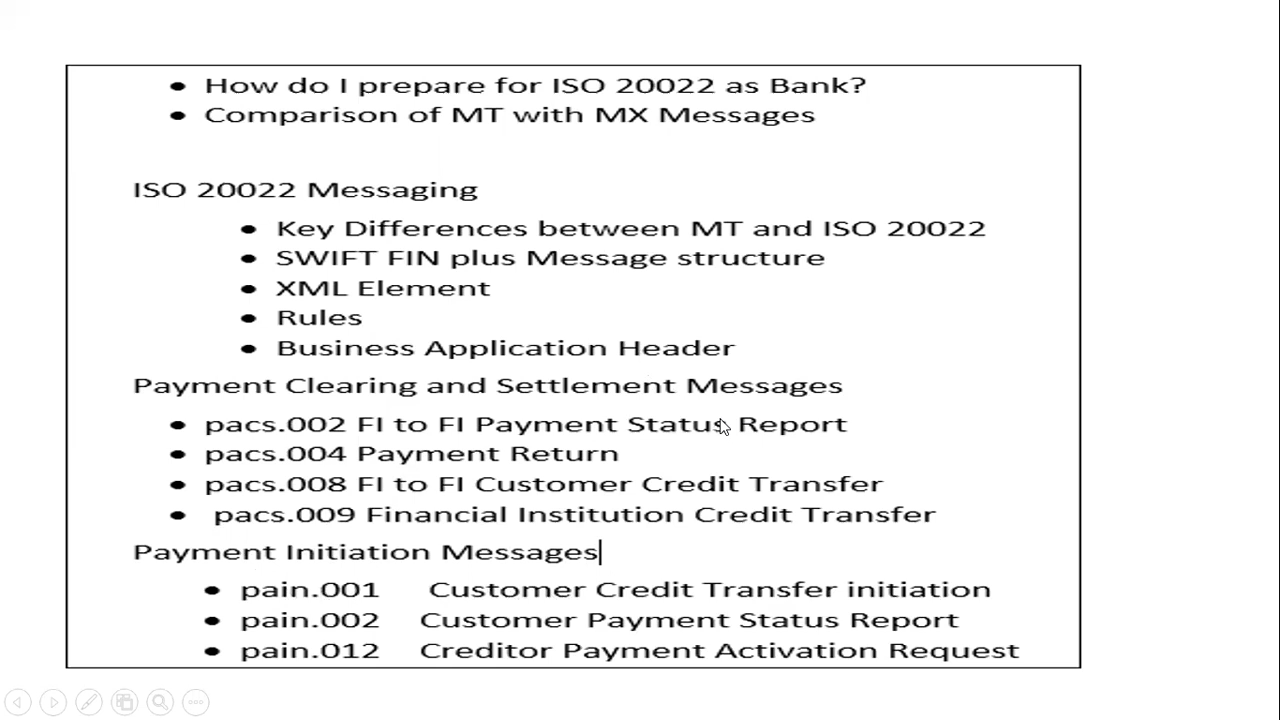 • How do I prepare for ISO 20022 as Bank?
• Comparison of MT with MX Messages
ISO 20022 Messaging
• Key Differences between MT and ISO 20022
• SWIFT FIN plus Message structure
• XML Element
• Rules
• Business Application Header
Payment Clearing and Settlement Messages
• pacs.002 FI to FI Payment Status Report
• pacs.004 Payment Return
• pacs.008 FI to FI Customer Credit Transfer
• pacs.009 Financial Institution Credit Transfer
Payment Initiation Messages
• pain.001 Customer Credit Transfer initiation
• pain.002 Customer Payment Status Report
• pain.012 Creditor Payment Activation Request